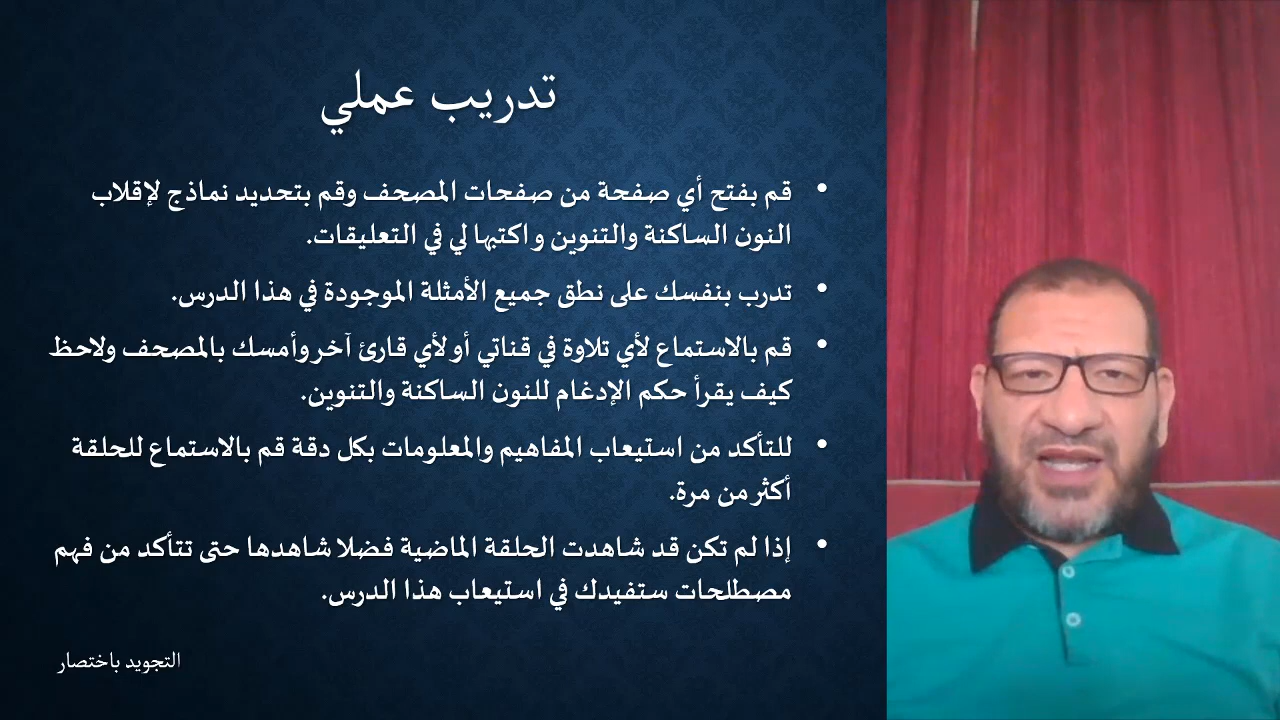 تدريب عملي
• قم بفتح أي صفحة من صفحات المصحف وقم بتحديد نماذج لإقلاب
النون الساكنة والتنوين واكتبها لي في التعليقات.
• تدرب بنفسك على نطق جميع الأمثلة الموجودة في هذا الدرس.
• قم بالاستماع لأي تلاوة في قناتي أو لأي قارئ آخر وأمسك بالمصحف ولاحظ
كيف يقرأ حكم الإدغام للنون الساكنة والتنوين.
• للتأكد من استيعاب المفاهيم والمعلومات بكل دقة قم بالاستماع للحلقة
أكثر من مرة.
• إذا لم تكن قد شاهدت الحلقة الماضية فضلا شاهدها حتى تتأكد من فهم
مصطلحات ستفيدك في استيعاب هذا الدرس.
التجويد باختصار